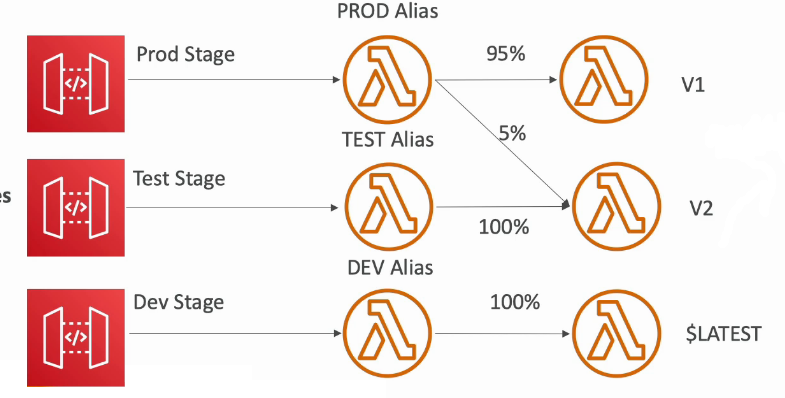 PROD Alias
Prod Stage
95%
V1
5%
TEST Alias
Test Stage
es
V2
100%
DEV Alias
Dev Stage
100%
$LATEST